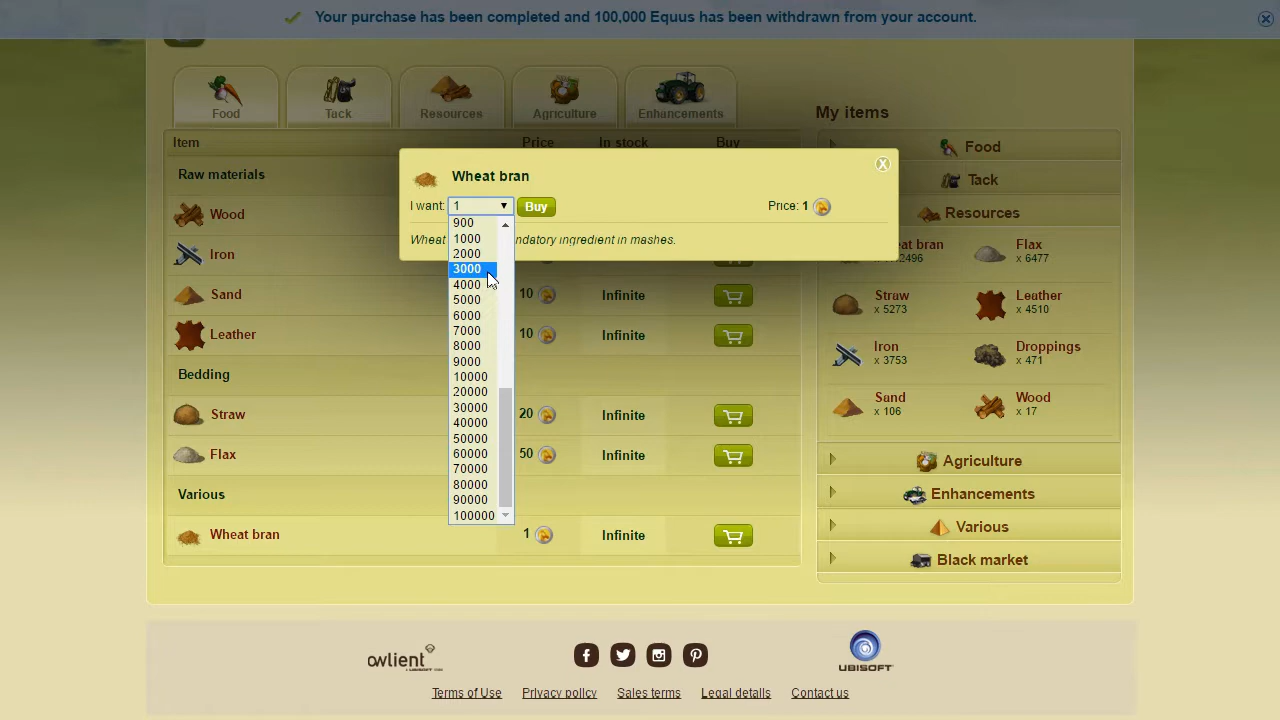 Your purchase has been completed and 100,000 Equus has been withdrawn from your account.
Food
Tack
Resources
Agriculture
Enhancements
My items
Item
Price
In stock
Buy
Raw materials
Wood
Iron
Sand
10
Infinite
Leather
10
Infinite
Bedding
Straw
20
Infinite
Flax
50
Infinite
Various
Wheat bran
1
Infinite
Wheat bran
X
I want:
1
Buy
Price: 1
Wheat
ndatory ingredient in mashes.
900
1000
2000
3000
4000
5000
6000
7000
8000
9000
10000
20000
30000
40000
50000
60000
70000
80000
90000
100000
Food
Tack
Resources
eat bran
2496
Flax
x 6477
Straw
x 5273
Leather
x 4510
Iron
x 3753
Droppings
x 471
Sand
x 106
Wood
x 17
Agriculture
Enhancements
Various
Black market
owlient
UBISOFT
Terms of Use
Privacy policy
Sales terms
Legal details
Contact us